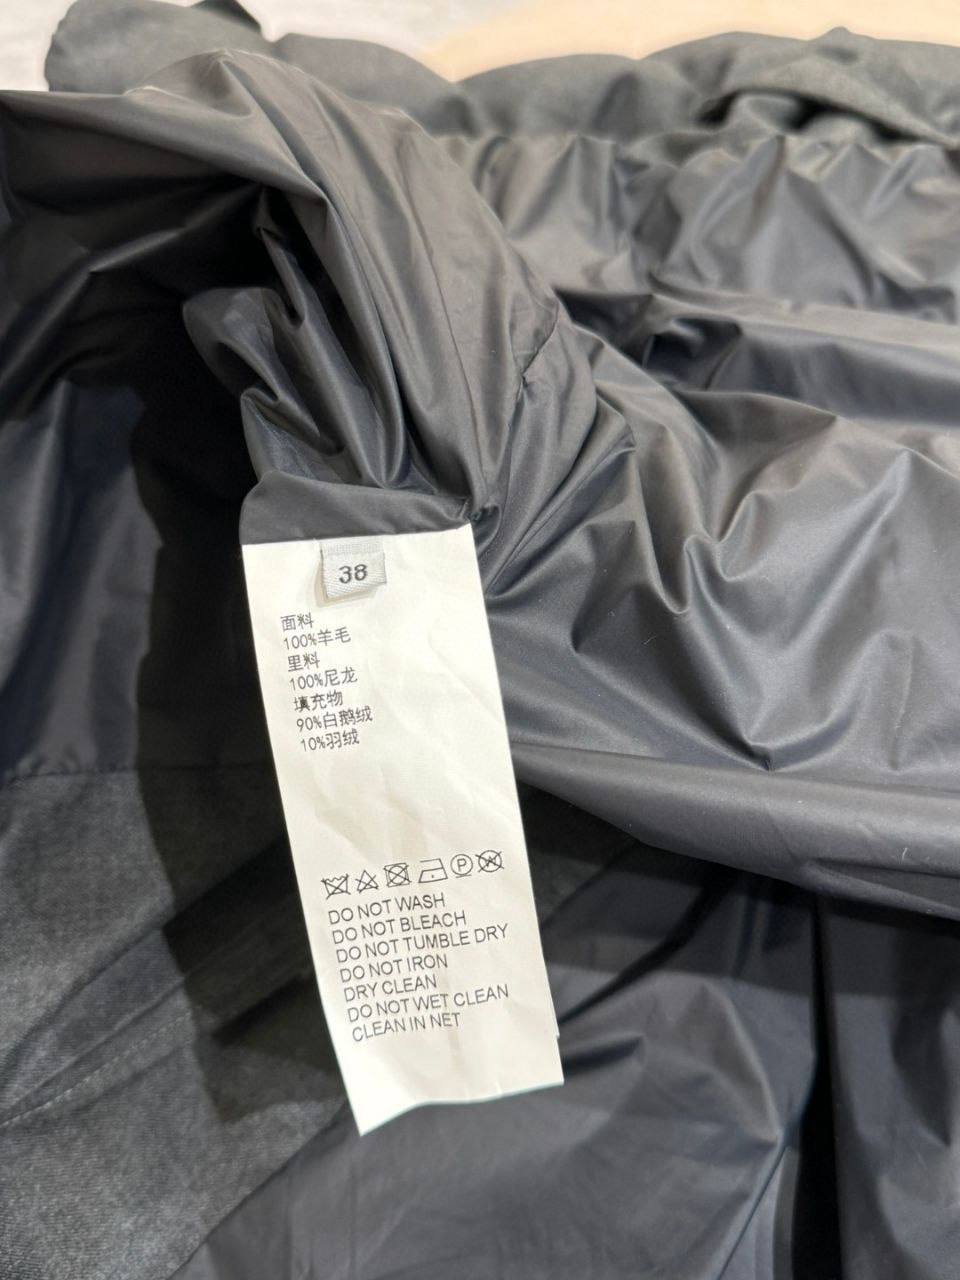 38
面料
100%羊毛
里料
100%尼龙
填充物
90%白鹅绒
10%羽绒
DO NOT WASH
DO NOT BLEACH
DO NOT TUMBLE DRY
DO NOT IRON
DRY CLEAN
DO NOT WET CLEAN
CLEAN IN NET